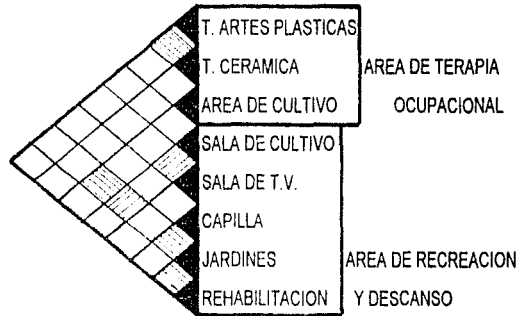 T. ARTES PLASTICAS
T. CERAMICA
AREA DE CULTIVO
AREA DE TERAPIA
OCUPACIONAL
SALA DE CULTIVO
SALA DE T.V.
CAPILLA
JARDINES
REHABILITACION
AREA DE RECREACION
Y DESCANSO